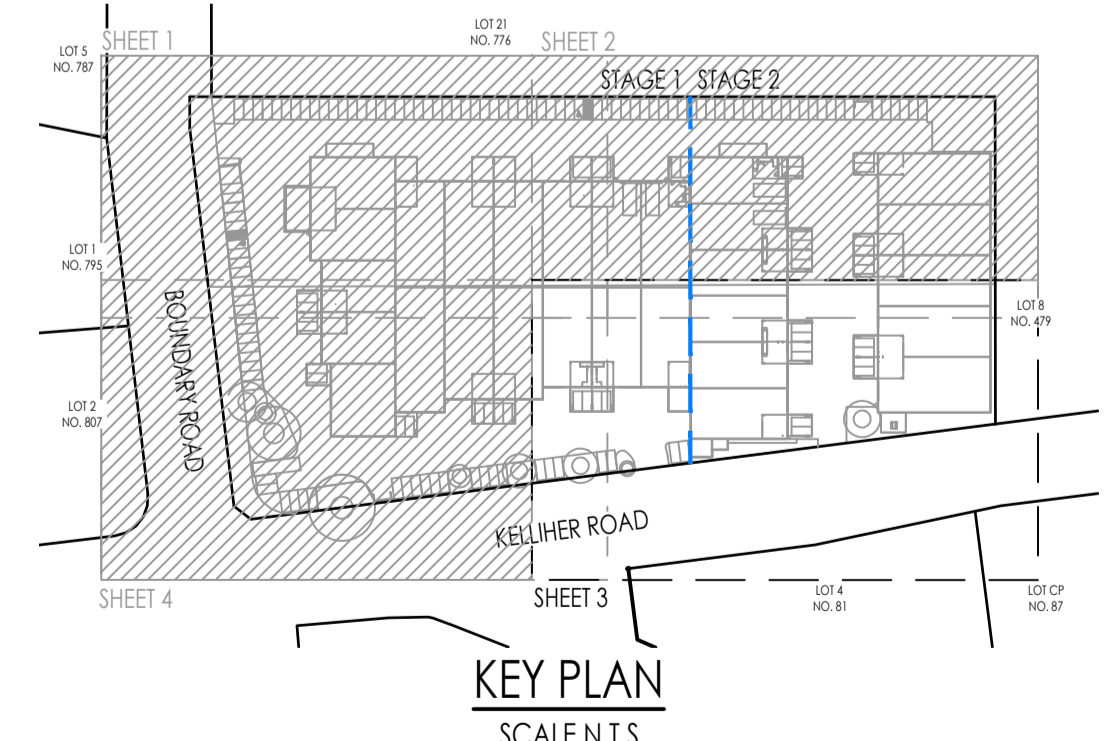 LOT 21
NO. 776
LOT 5
NO. 787
SHEET 1
SHEET 2
STAGE 1
STAGE 2
LOT 1
NO. 795
LOT 8
NO. 479
BOUNDARY ROAD
LOT 2
NO. 807
KELLIHER ROAD
SHEET 4
SHEET 3
LOT 4
NO. 81
LOT CP
NO. 87
KEY PLAN
SCALE N.T.S